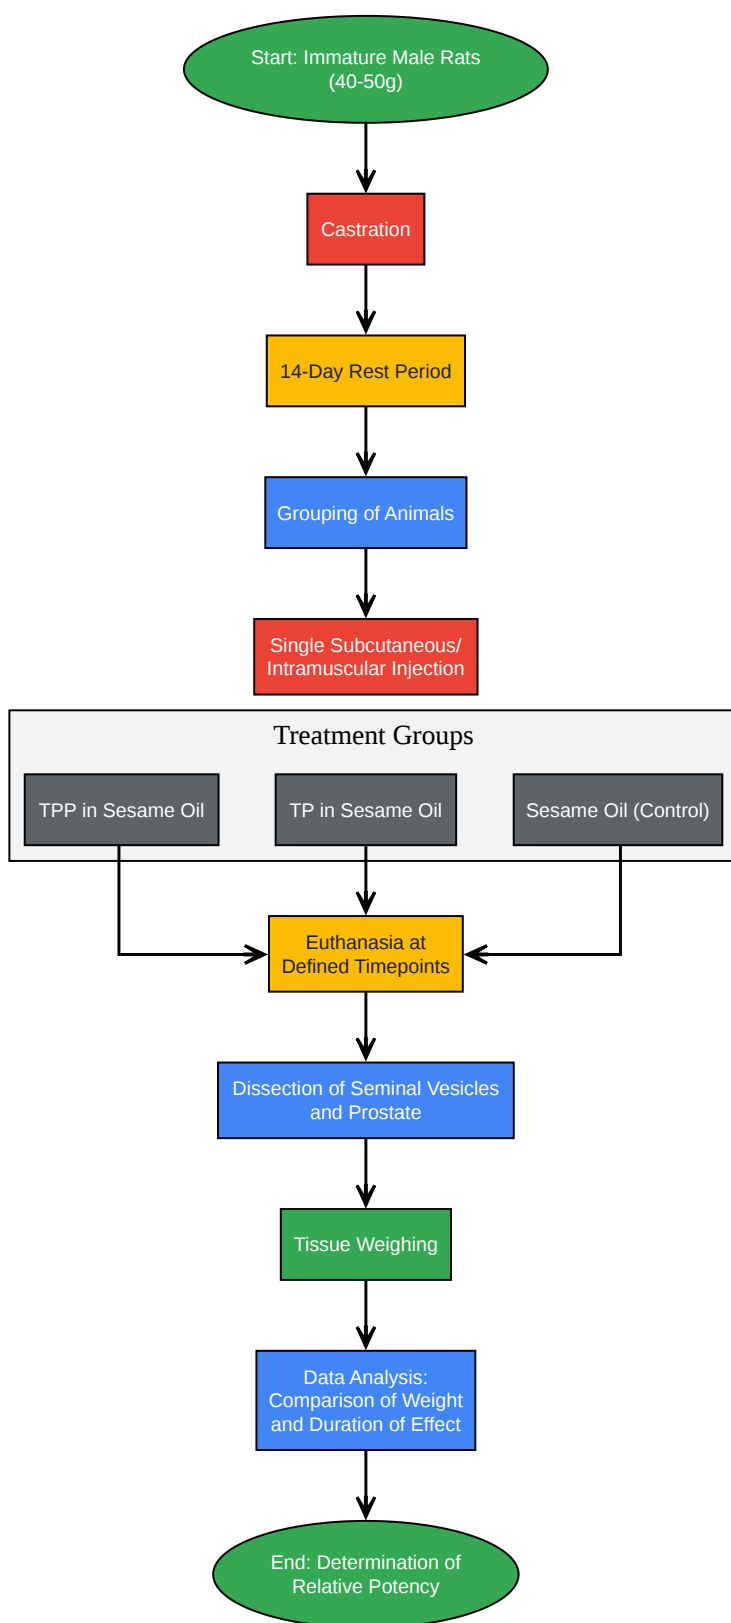 Start: Immature Male Rats
(40-50g)
Castration
14-Day Rest Period
Grouping of Animals
Single Subcutaneous/
Intramuscular Injection
Treatment Groups
TPP in Sesame Oil
TP in Sesame Oil
Sesame Oil (Control)
Euthanasia at
Defined Timepoints
Dissection of Seminal Vesicles
and Prostate
Tissue Weighing
Data Analysis:
Comparison of Weight
and Duration of Effect
End: Determination of
Relative Potency